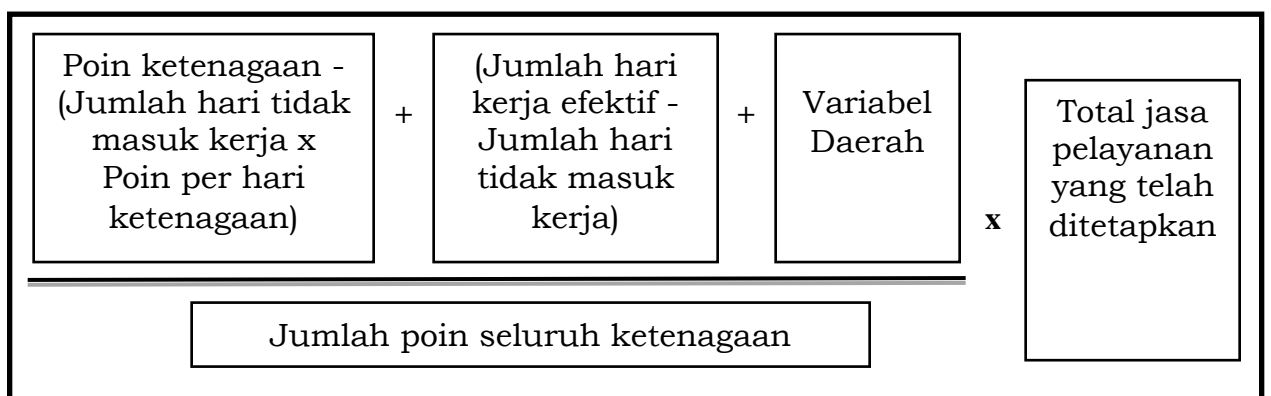 Poin ketenagaan -
(Jumlah hari tidak
masuk kerja x
Poin per hari
ketenagaan)
+
(Jumlah hari
kerja efektif -
Jumlah hari
tidak masuk
kerja)
+
Variabel
Daerah
x
Total jasa
pelayanan
yang telah
ditetapkan
Jumlah poin seluruh ketenagaan